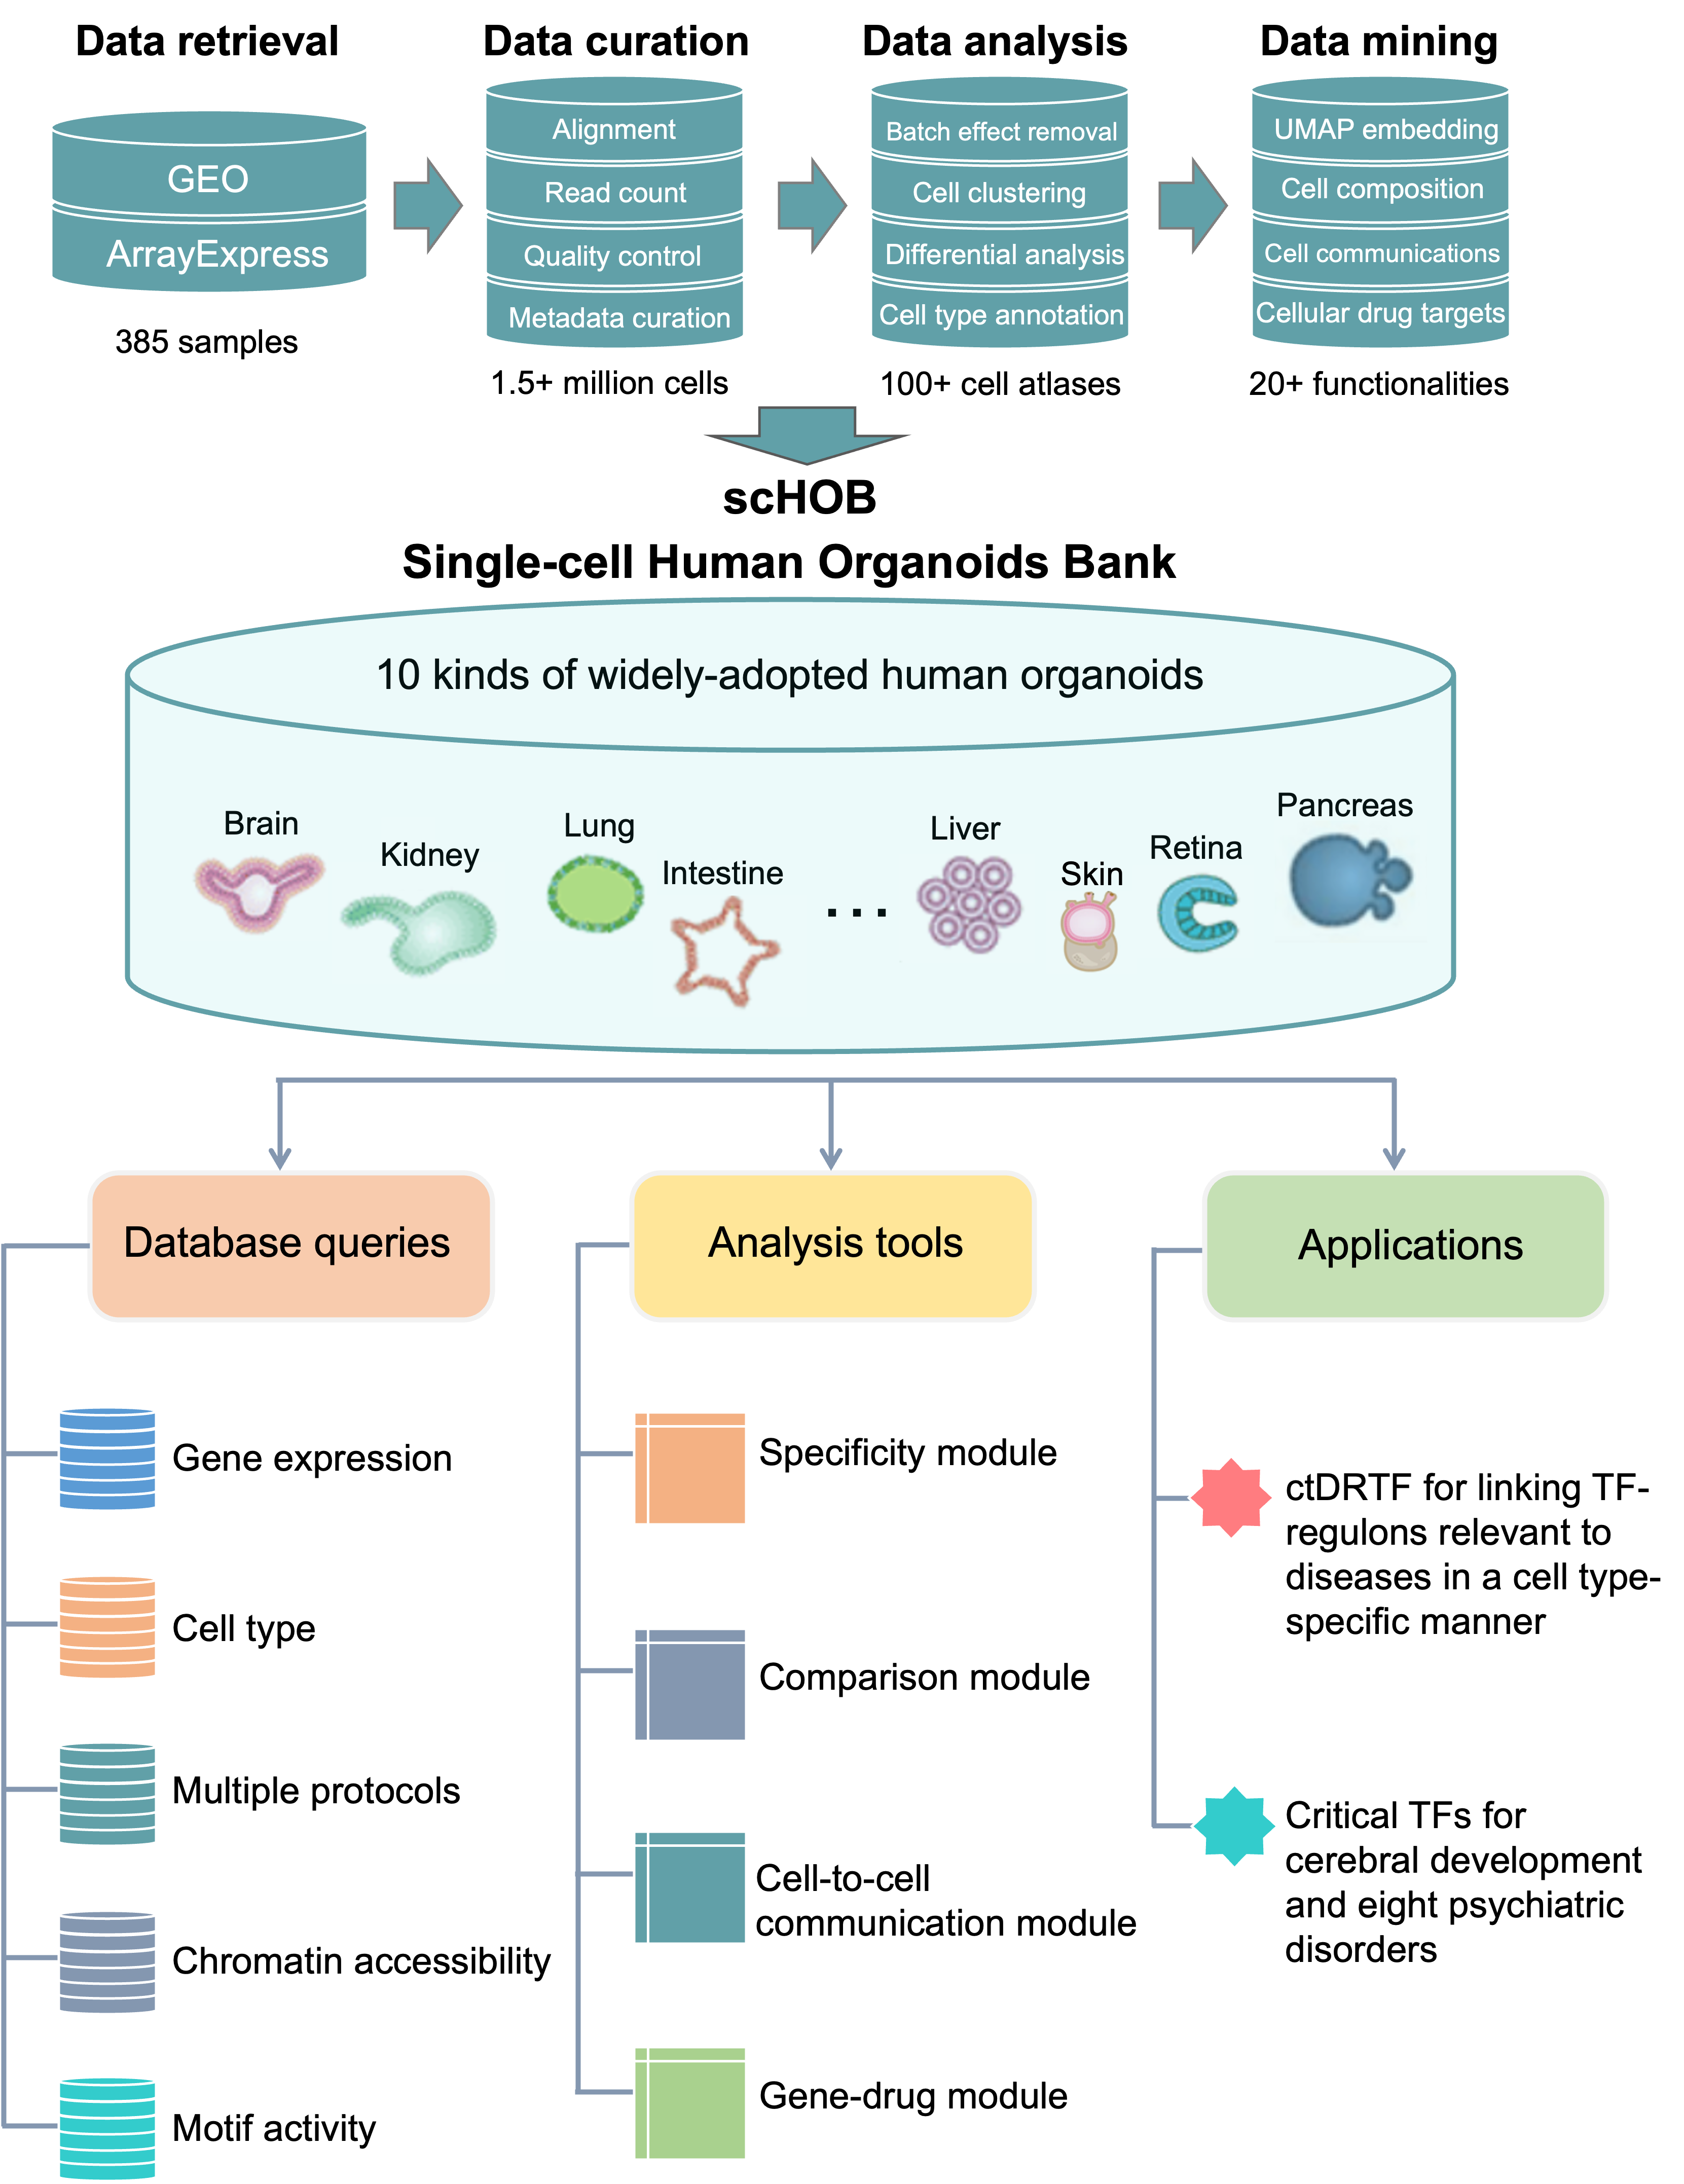 Data retrieval
GEO
ArrayExpress
385 samples
Data curation
Alignment
Read count
Quality control
Metadata curation
1.5+ million cells
Data analysis
Batch effect removal
Cell clustering
Differential analysis
Cell type annotation
100+ cell atlases
Data mining
UMAP embedding
Cell composition
Cell communications
Cellular drug targets
20+ functionalities
scHOB
Single-cell Human Organoids Bank
10 kinds of widely-adopted human organoids
Brain
Kidney
Lung
Intestine
...
Liver
Skin
Retina
Pancreas
Database queries
Gene expression
Cell type
Multiple protocols
Chromatin accessibility
Motif activity
Analysis tools
Specificity module
Comparison module
Cell-to-cell
communication module
Gene-drug module
Applications
ctDRTF for linking TF-
regulons relevant to
diseases in a cell type-
specific manner
Critical TFs for
cerebral development
and eight psychiatric
disorders